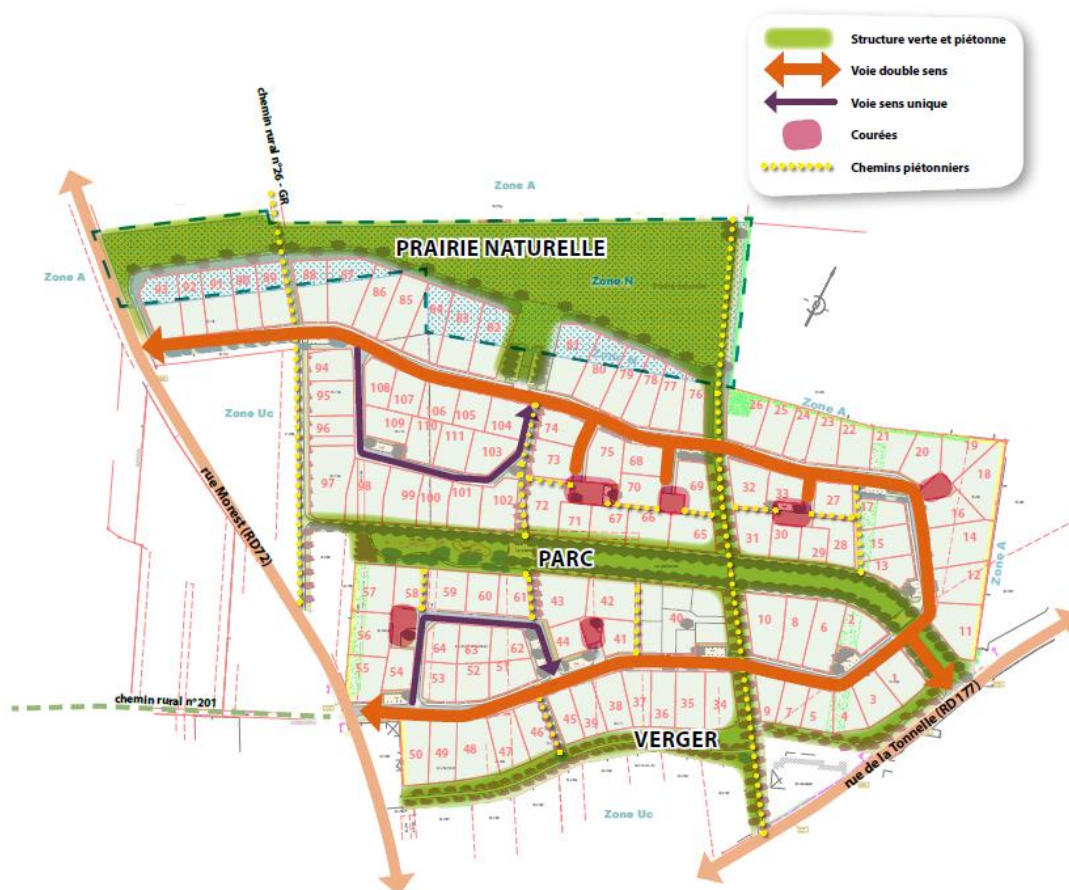 Structure verte et piétonne
Voie double sens
Voie sens unique
Courées
Chemins piétonniers
chemin rural n°26 - GR
Zone A
PRAIRIE NATURELLE
Zone A
Zone N
93 92 91 90 89 88 87 86 85 84 83 82
81 80 79 78 77 76
Zone A
26 25 24 23 22 21 20 19 18
94 95 96 97 98
Zone Uc
108 107 106 105 104
109 110 111 103
99 100 101 102
74 73 75 68 70 69
72 71 67 66 65
32 33 27 17 16
31 30 29 28 15 14
13 12 11
Zone A
rue Morest (RD72)
PARC
57 58 59 60 61 43 42
56 55 54 64 63 62 44 41 40
53 52 51
10 8 6 2
1 3 4 5 7 9
chemin rural n°201
50 49 48 47 46 45 39 38 37 36 35 34
VERGER
rue de la Tonnelle (RD177)
Zone Uc